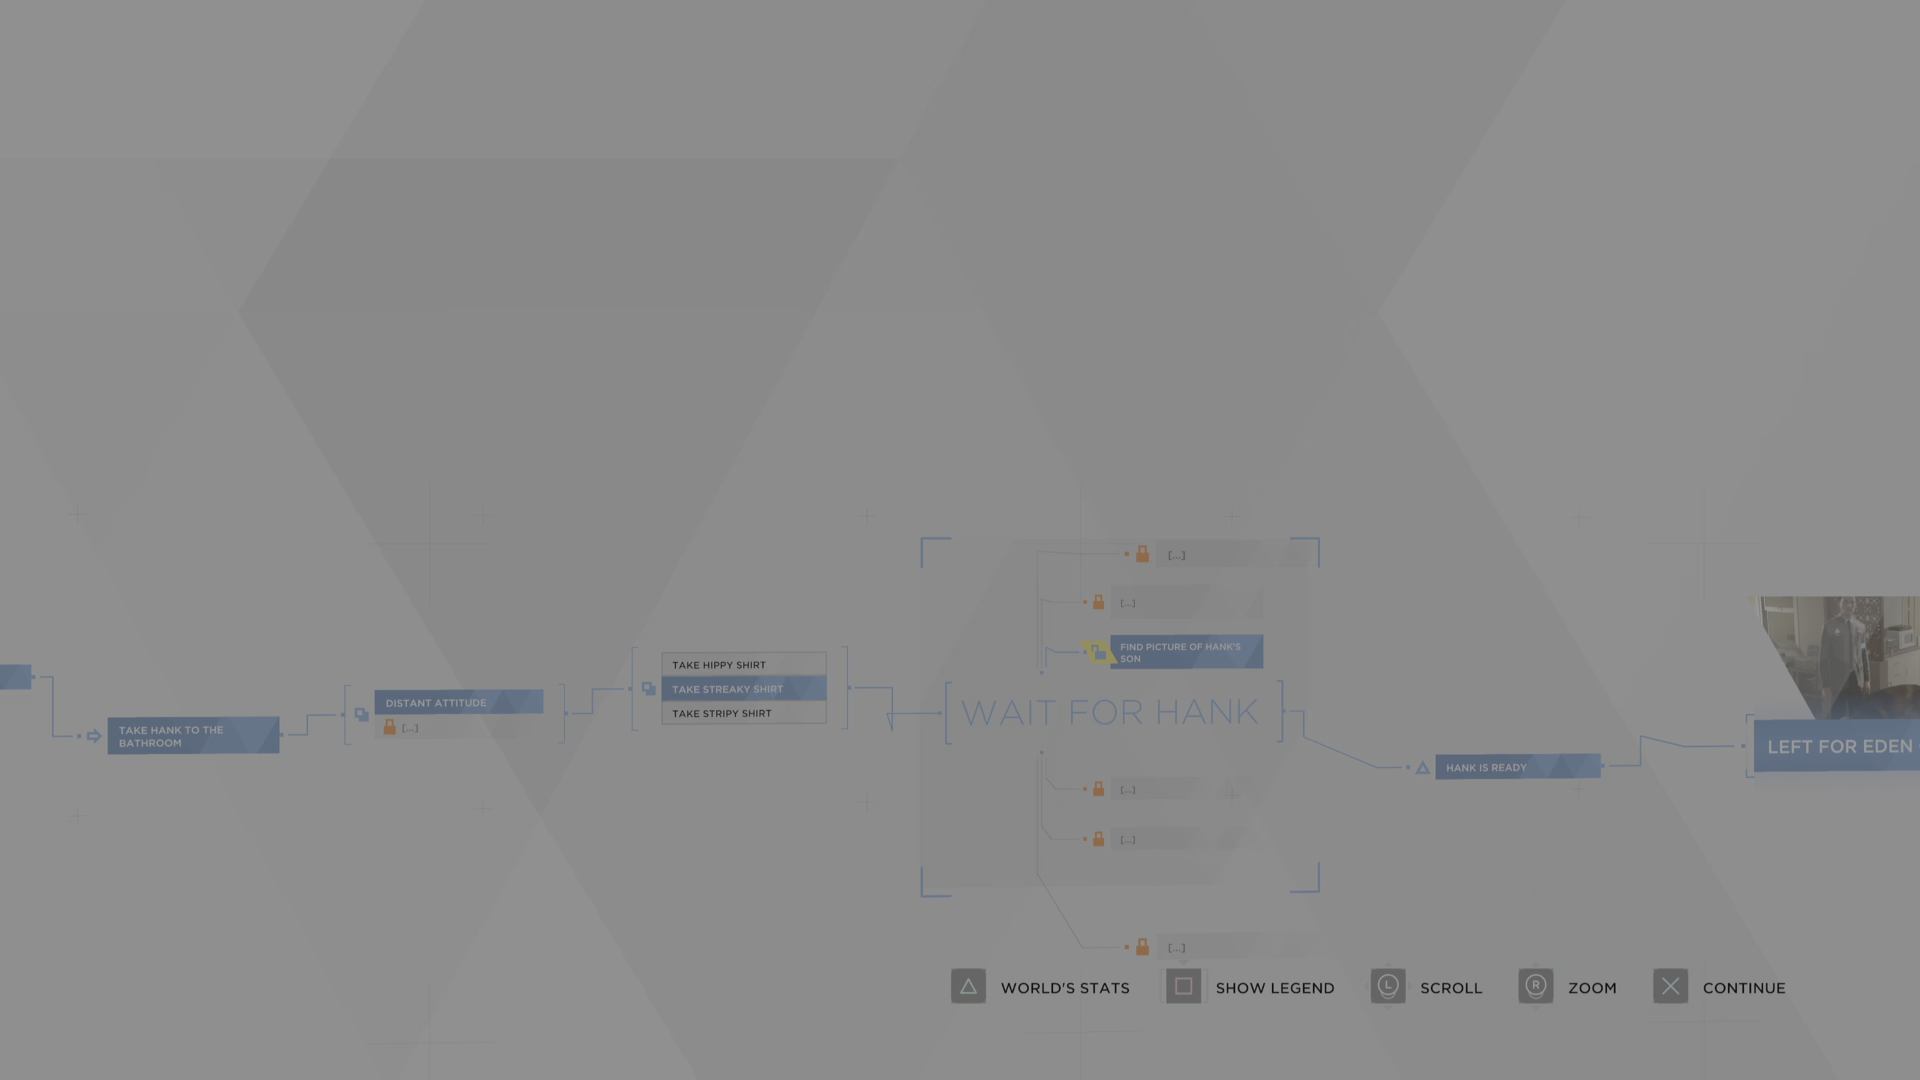 [...]
[...]
FIND PICTURE OF HANK'S
SON
TAKE HIPPY SHIRT
TAKE STREAKY SHIRT
TAKE STRIPY SHIRT
DISTANT ATTITUDE
[...]
TAKE HANK TO THE
BATHROOM
WAIT FOR HANK
HANK IS READY
LEFT FOR EDEN
[...]
[...]
[...]
WORLD'S STATS
SHOW LEGEND
L
SCROLL
R
ZOOM
CONTINUE